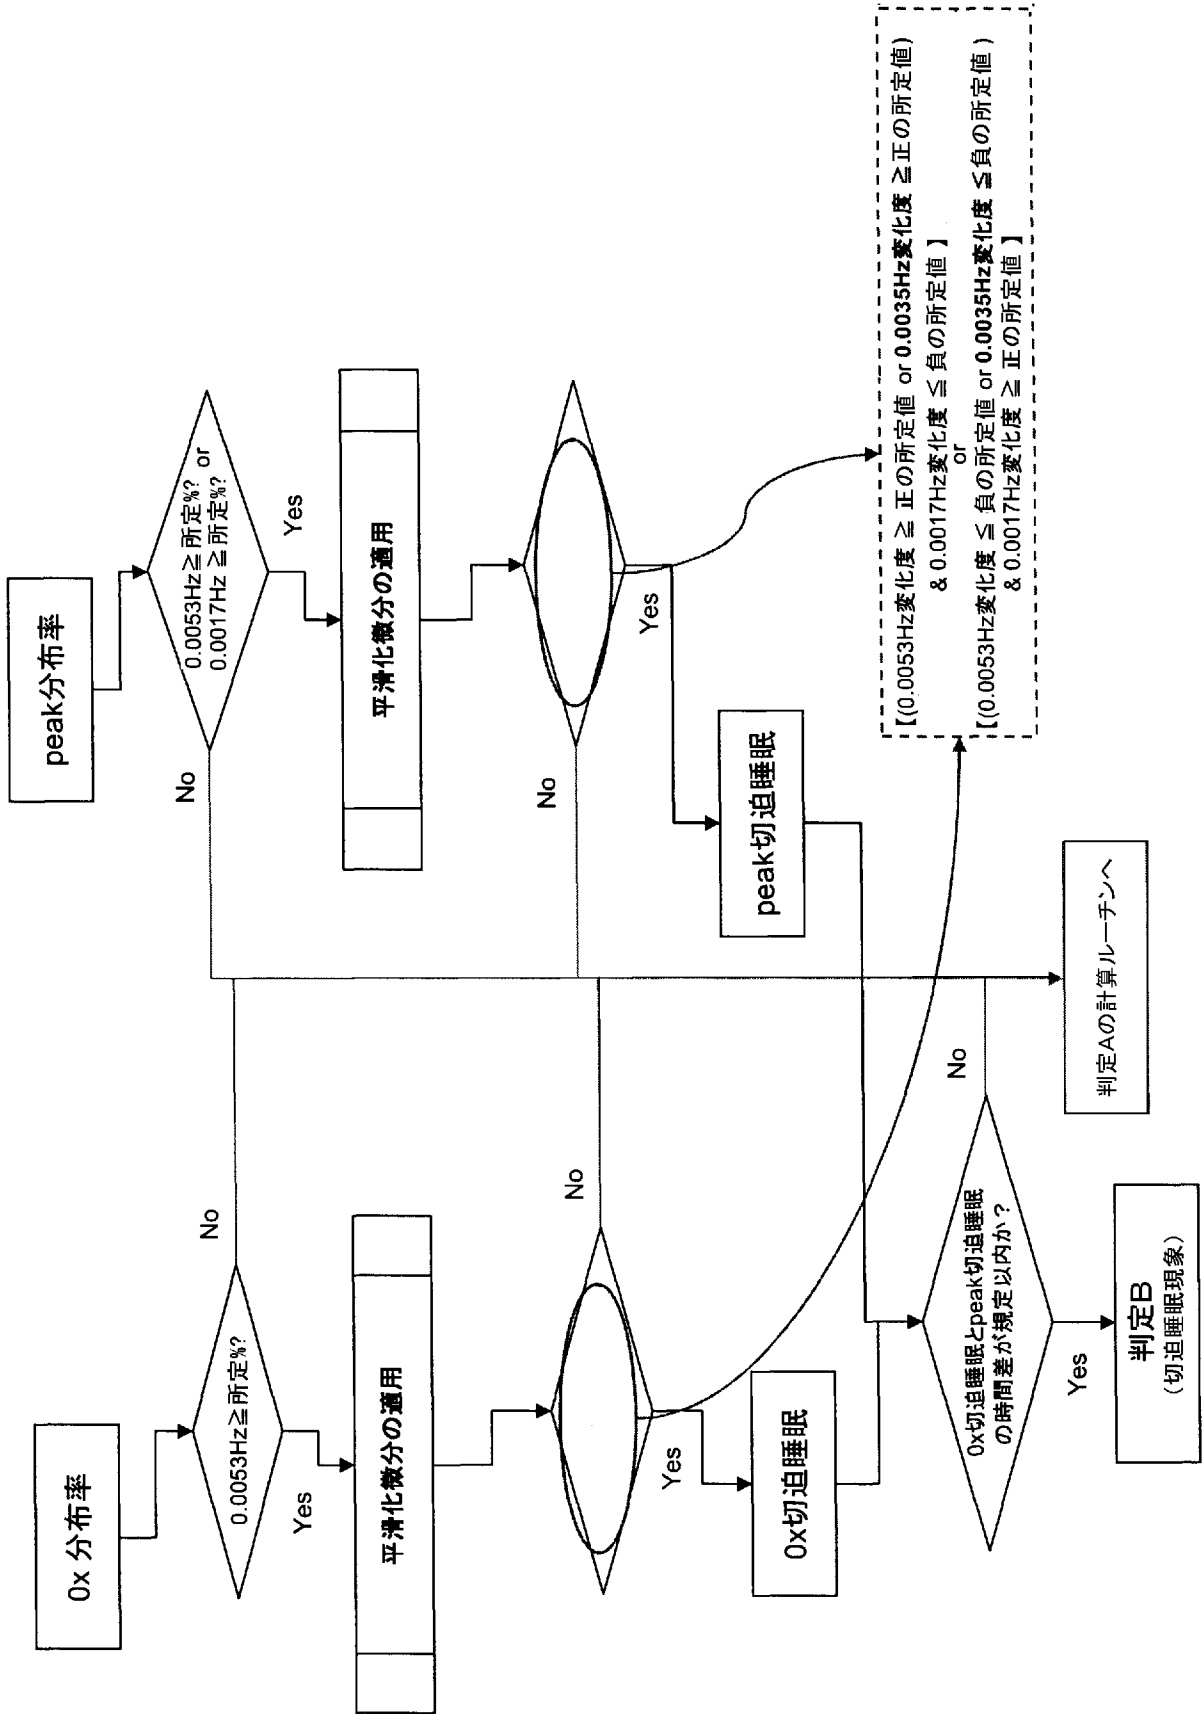 0x 分布率
0.0053Hz≧所定%?
No
Yes
平滑化微分の適用
No
Yes
0x切迫睡眠
peak分布率
0.0053Hz≧所定%? or
0.0017Hz ≧所定%?
No
Yes
平滑化微分の適用
No
Yes
peak切迫睡眠
【(0.0053Hz変化度 ≧ 正の所定値 or 0.0035Hz変化度 ≧正の所定値)
& 0.0017Hz変化度 ≦ 負の所定値 】
or
【(0.0053Hz変化度 ≦ 負の所定値 or 0.0035Hz変化度 ≦負の所定値 )
& 0.0017Hz変化度 ≧ 正の所定値 】
0x切迫睡眠とpeak切迫睡眠
の時間差が規定以内か？
No
Yes
判定Aの計算ルーチンへ
判定B
（切迫睡眠現象）